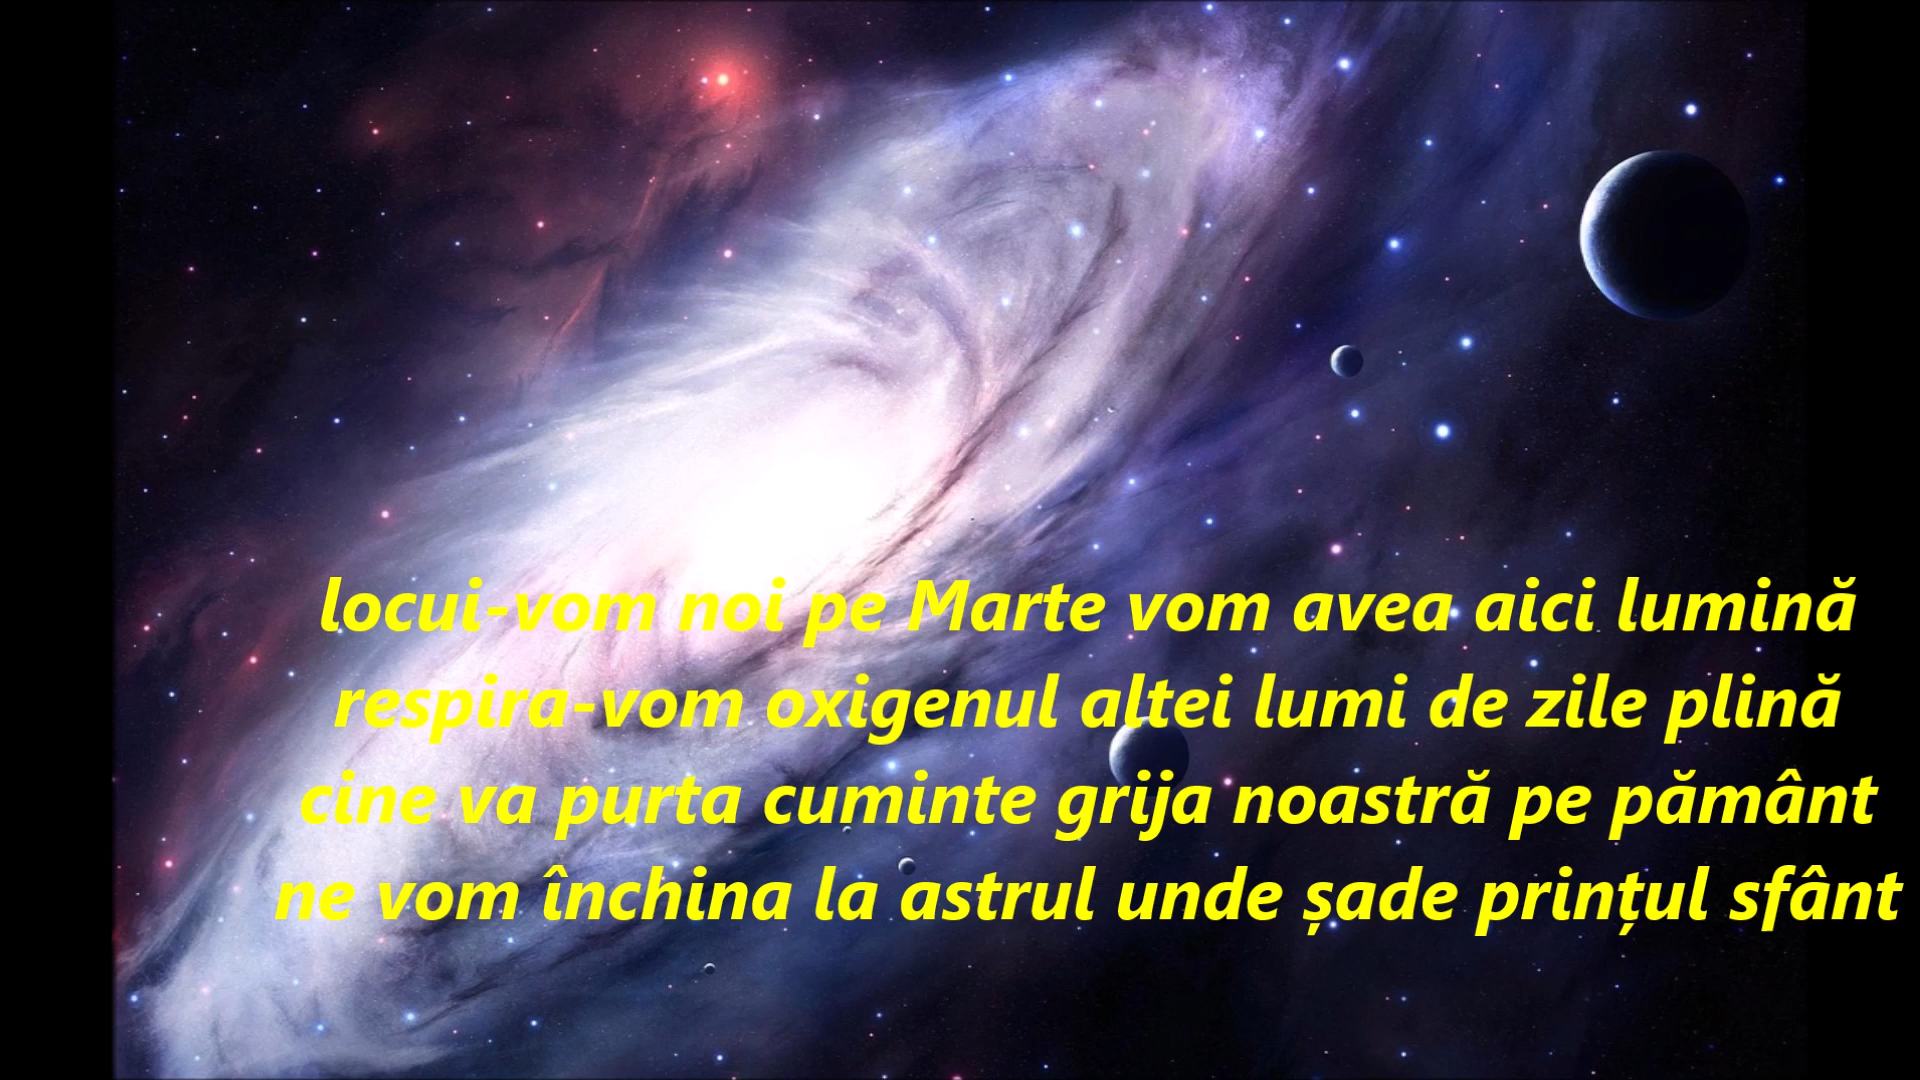 locui-vom noi pe Marte vom avea aici lumină
respira-vom oxigenul altei lumi de zile plină
cine va purta cuminte grija noastră pe pământ
ne vom închina la astrul unde șade prințul sfânt